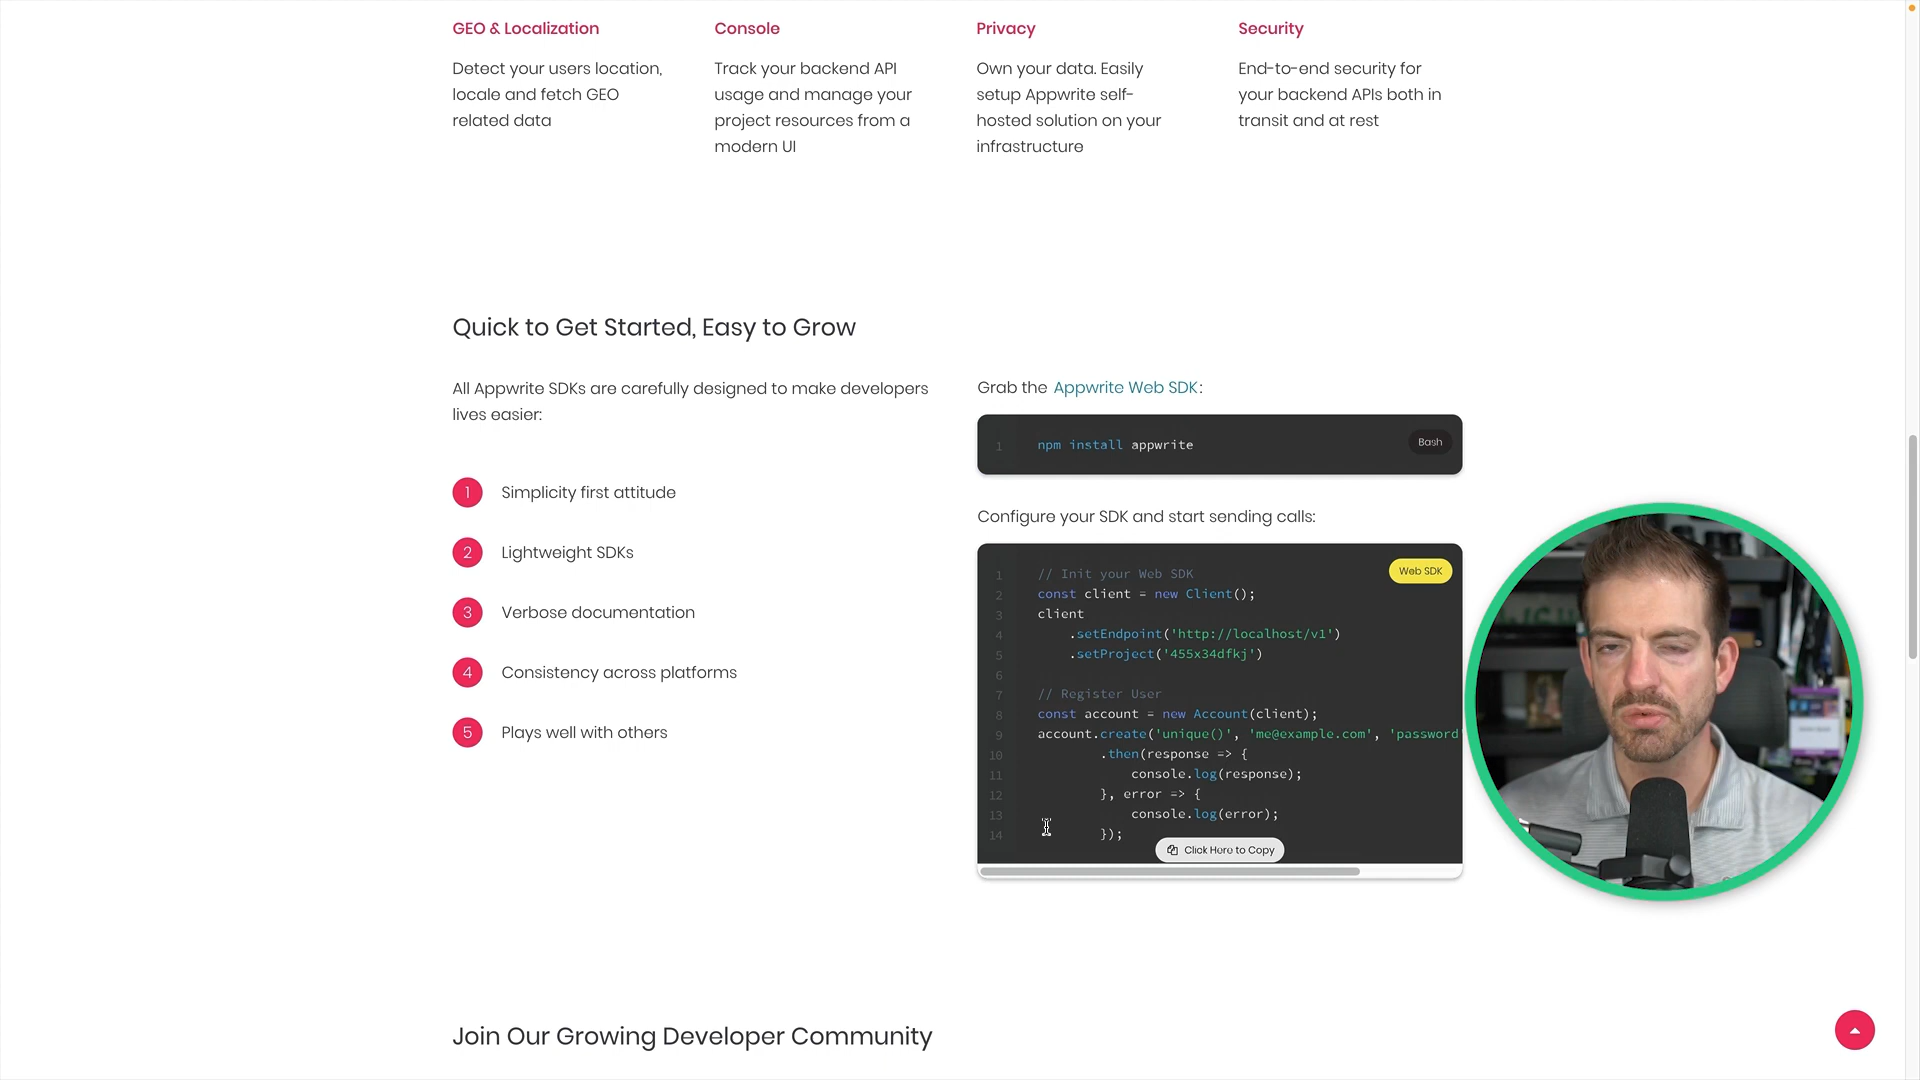 GEO & Localization
Detect your users location,
locale and fetch GEO
related data
Console
Track your backend API
usage and manage your
project resources from a
modern UI
Privacy
Own your data. Easily
setup Appwrite self-
hosted solution on your
infrastructure
Security
End-to-end security for
your backend APIs both in
transit and at rest
Quick to Get Started, Easy to Grow
All Appwrite SDKs are carefully designed to make developers
lives easier:
1 Simplicity first attitude
2 Lightweight SDKs
3 Verbose documentation
4 Consistency across platforms
5 Plays well with others
Grab the Appwrite Web SDK:
1 npm install appwrite
Bash
Configure your SDK and start sending calls:
Web SDK
1 // Init your Web SDK
2 const client = new Client();
3 client
4 .setEndpoint('http://localhost/v1')
5 .setProject('455x34dfkj')
6
7 // Register User
8 const account = new Account(client);
9 account.create('unique()', 'me@example.com', 'password
10 .then(response => {
11 console.log(response);
12 }, error => {
13 console.log(error);
14 });
Click Here to Copy
Join Our Growing Developer Community